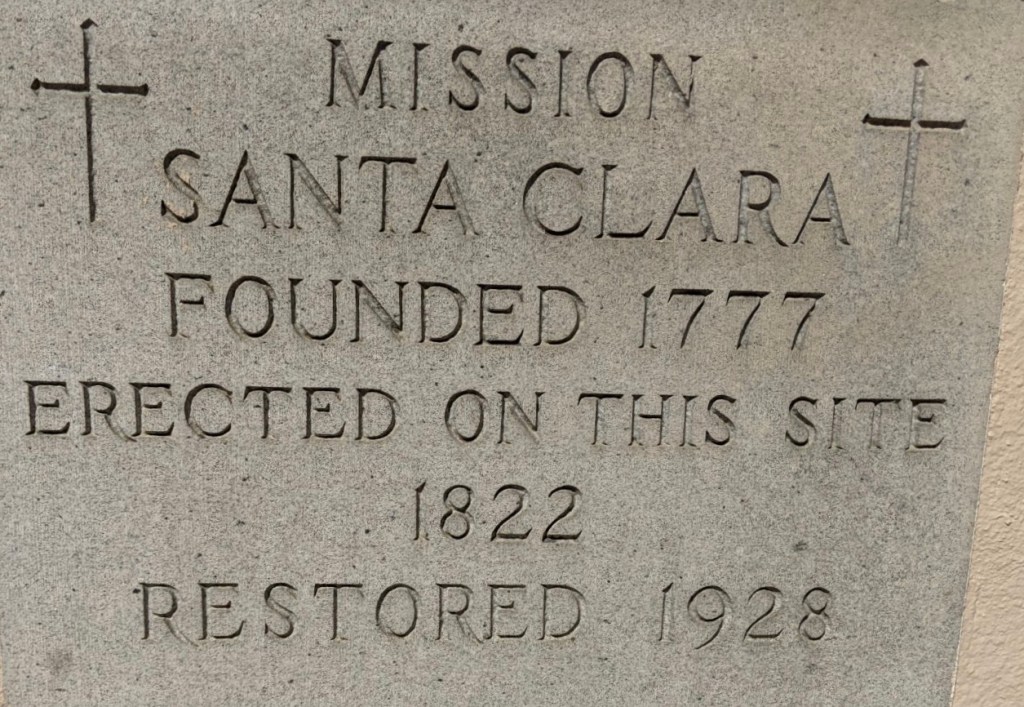 MISSION
SANTA CLARA
FOUNDED 1777
ERECTED ON THIS SITE
1822
RESTORED 1928